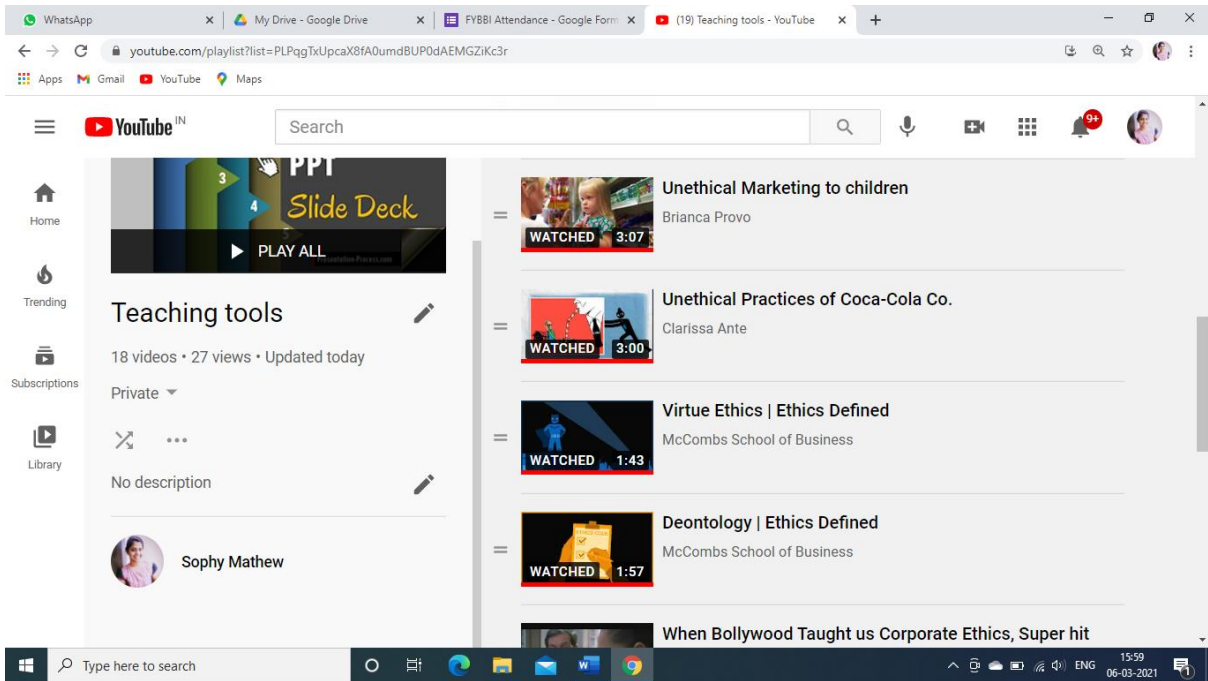 WhatsApp
My Drive - Google Drive
FYBBI Attendance - Google Form
(19) Teaching tools - YouTube
youtube.com/playlist?list=PLPqgTxUpcaX8fA0umdBUP0dAEMGZiKc3r
Apps
Gmail
YouTube
Maps
YouTube IN
Search
9+
Home
Trending
Subscriptions
Library
3
4
5
PPT
Slide Deck
PLAY ALL
Presentation-Process.com
Teaching tools
18 videos • 27 views • Updated today
Private
No description
Sophy Mathew
Unethical Marketing to children
Brianca Provo
WATCHED 3:07
Unethical Practices of Coca-Cola Co.
Clarissa Ante
WATCHED 3:00
Virtue Ethics | Ethics Defined
McCombs School of Business
WATCHED 1:43
Deontology | Ethics Defined
McCombs School of Business
WATCHED 1:57
When Bollywood Taught us Corporate Ethics, Super hit
Type here to search
ENG
15:59
06-03-2021
1